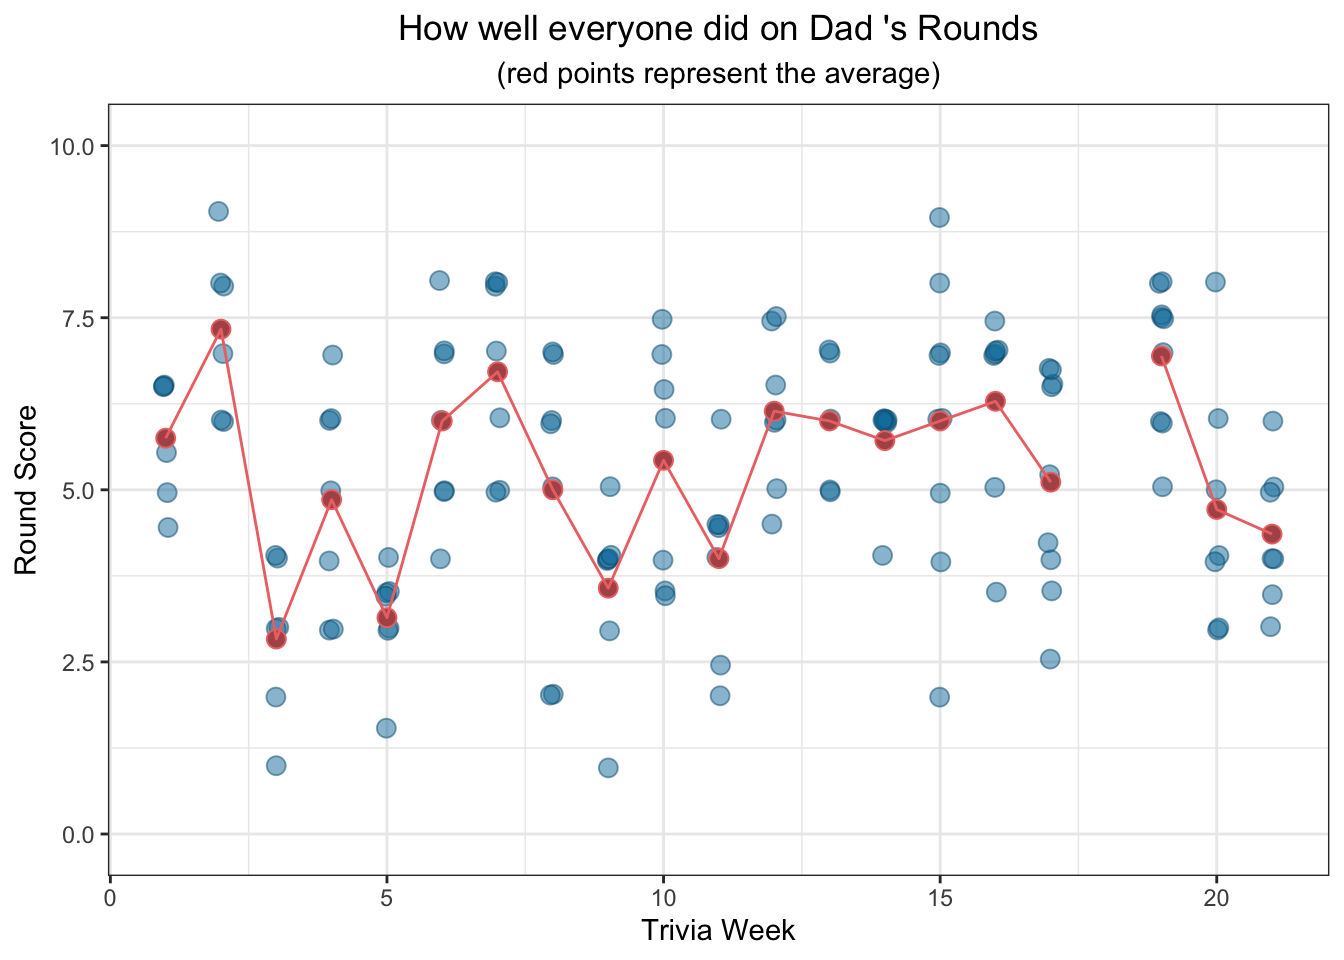 How well everyone did on Dad 's Rounds
(red points represent the average)
Round Score
10.0
7.5
5.0
2.5
0.0
0
5
10
15
20
Trivia Week